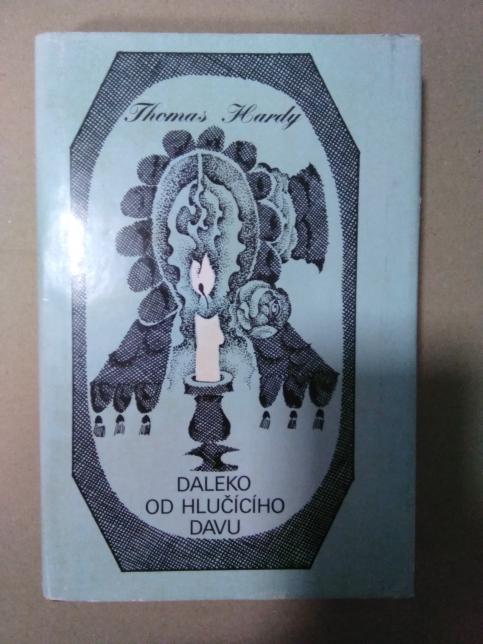 Thomas Hardy
DALEKO
OD HLUČÍCÍHO
DAVU